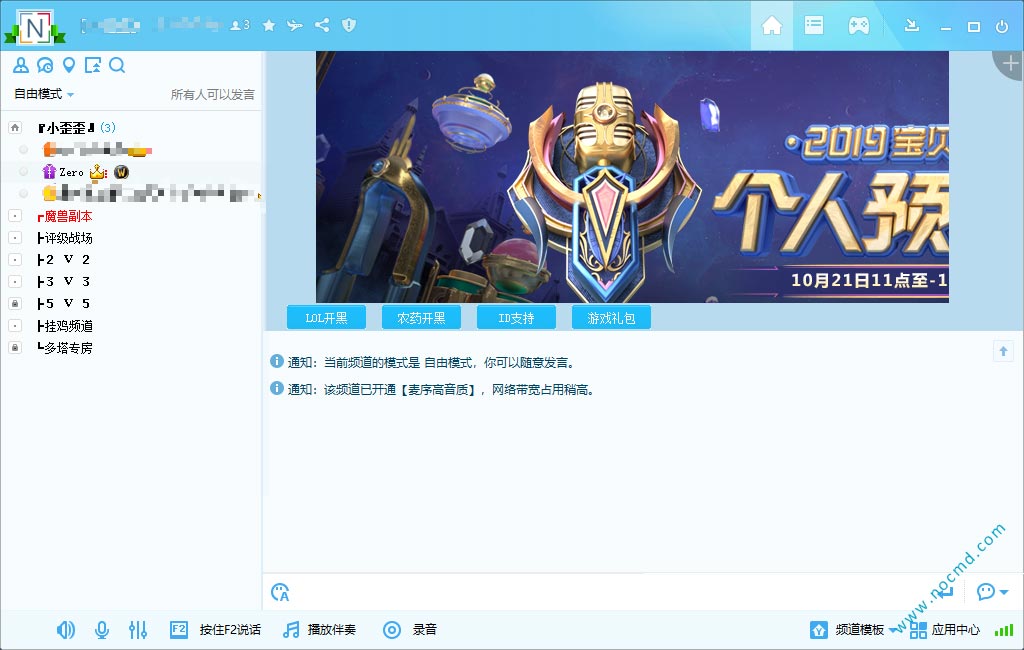 N
3
自由模式
所有人可以发言
『小歪歪』(3)
Zero W
┏魔兽副本
┣评级战场
┣2 V 2
┣3 V 3
┣5 V 5
┣挂鸡频道
┗多塔专房
·2019宝贝
个人预
10月21日11点至-1
LOL开黑 农药开黑 ID支持 游戏礼包
通知：当前频道的模式是 自由模式，你可以随意发言。
通知：该频道已开通【麦序高音质】，网络带宽占用稍高。
A
F2 按住F2说话 播放伴奏 录音
频道模板 应用中心
www.nocmd.com